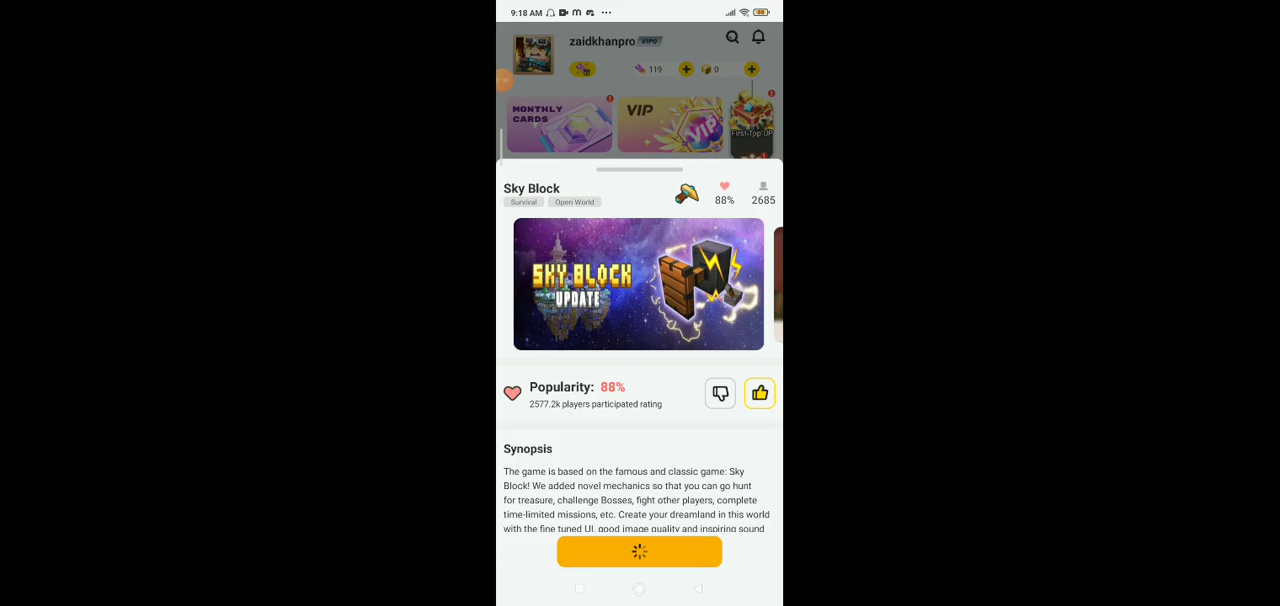 9:18 AM
88
zaidkhanpro VIP0
119
0
MONTHLY
CARDS
VIP
VIP
First Top UP
Sky Block
Survival
Open World
88%
2685
SKY BLOCK
UPDATE
Popularity: 88%
2577.2k players participated rating
Synopsis
The game is based on the famous and classic game: Sky
Block! We added novel mechanics so that you can go hunt
for treasure, challenge Bosses, fight other players, complete
time-limited missions, etc. Create your dreamland in this world
with the fine tuned UI, good image quality and inspiring sound